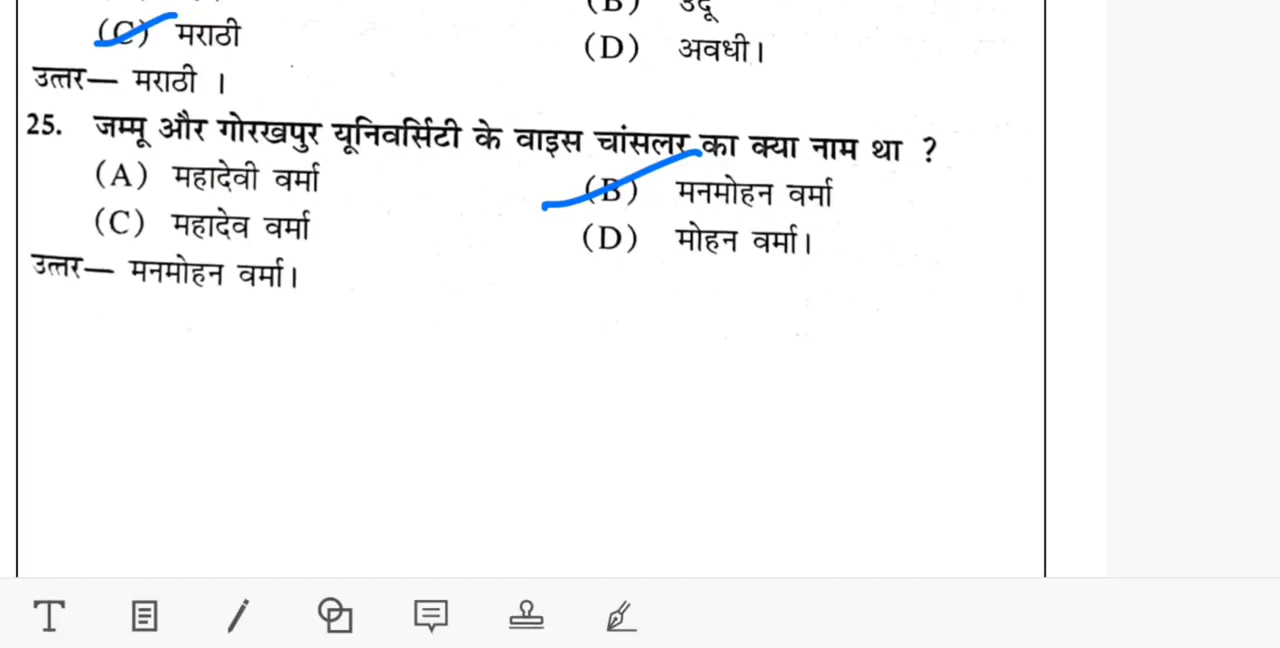 (B) उर्दू
(C) मराठी
(D) अवधी।
उत्तर— मराठी ।
25. जम्मू और गोरखपुर यूनिवर्सिटी के वाइस चांसलर का क्या नाम था ?
(A) महादेवी वर्मा (B) मनमोहन वर्मा
(C) महादेव वर्मा (D) मोहन वर्मा।
उत्तर— मनमोहन वर्मा।
T